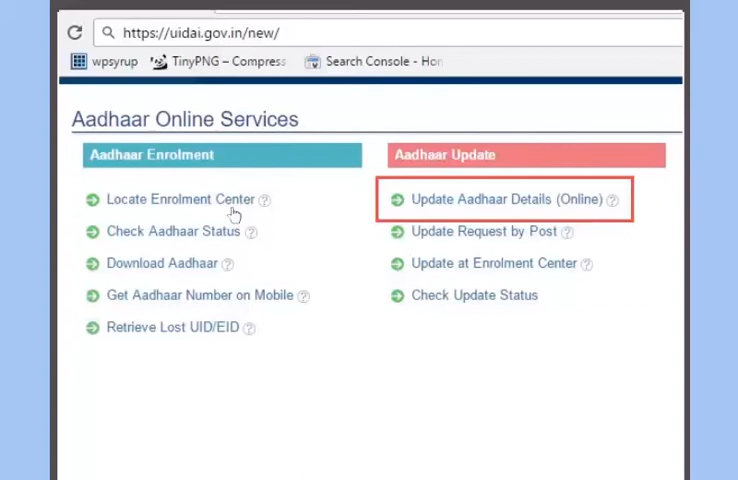 https://uidai.gov.in/new/
wpsyrup TinyPNG – Compress Search Console - Hom
Aadhaar Online Services
Aadhaar Enrolment
Locate Enrolment Center ?
Check Aadhaar Status ?
Download Aadhaar ?
Get Aadhaar Number on Mobile ?
Retrieve Lost UID/EID ?
Aadhaar Update
Update Aadhaar Details (Online) ?
Update Request by Post ?
Update at Enrolment Center ?
Check Update Status